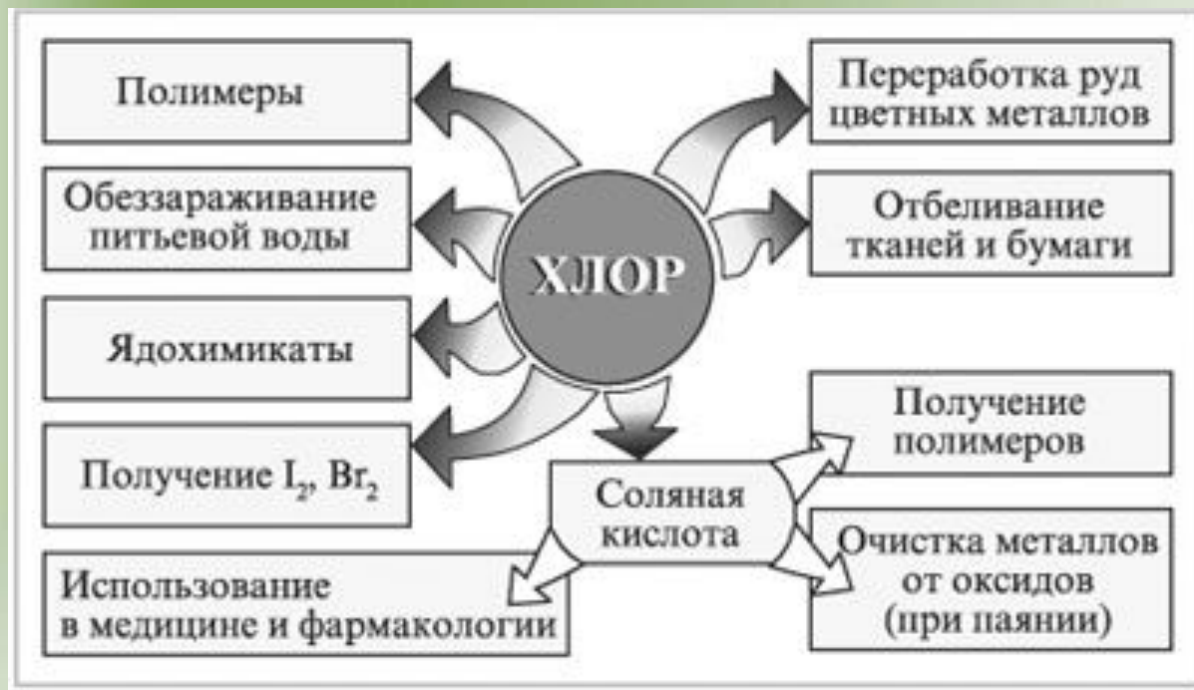 Полимеры
Обеззараживание
питьевой воды
Ядохимикаты
Получение I₂, Br₂
Использование
в медицине и фармакологии
ХЛОР
Соляная
кислота
Переработка руд
цветных металлов
Отбеливание
тканей и бумаги
Получение
полимеров
Очистка металлов
от оксидов
(при паянии)